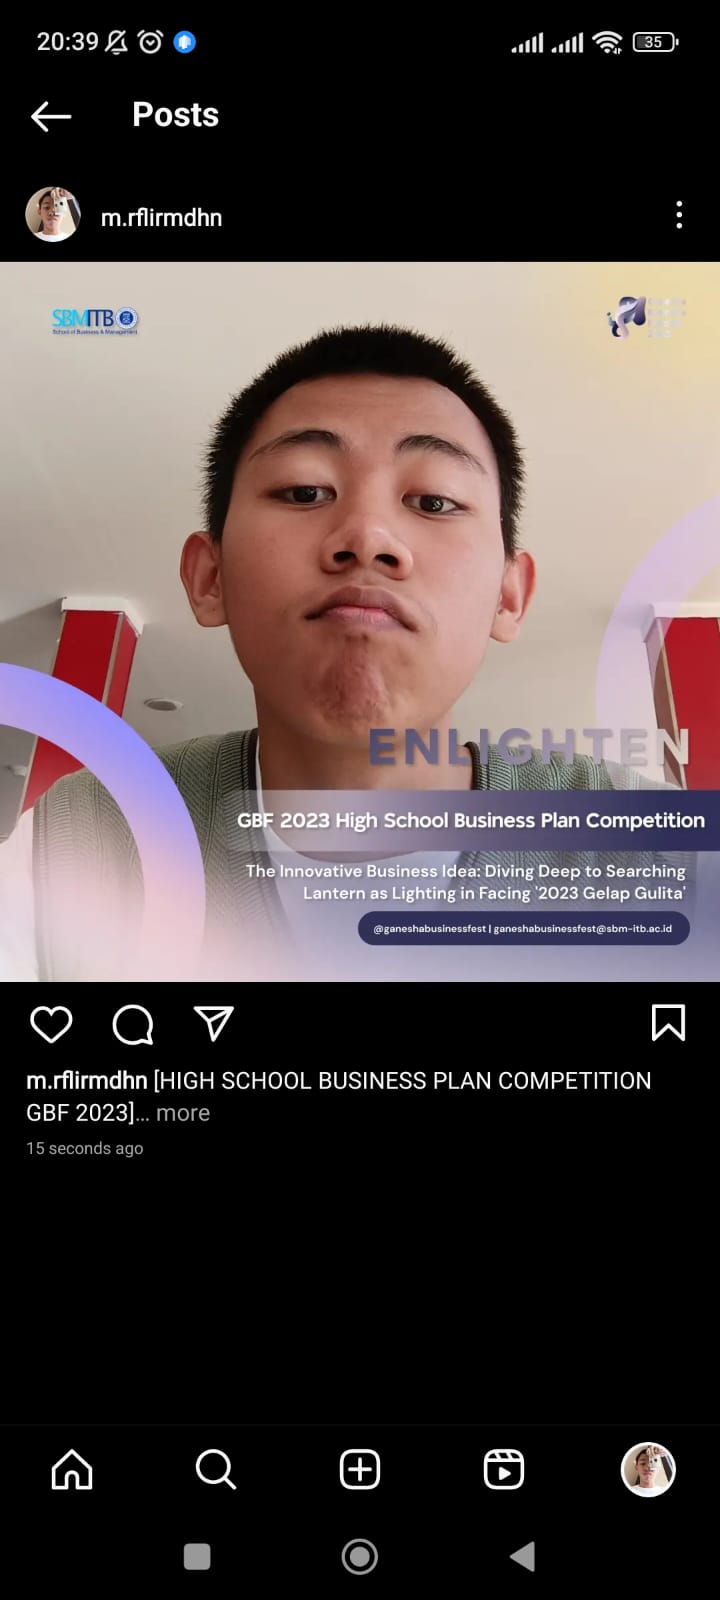 20:39
35
Posts
m.rflirmdhn
SBMITB
School of Business & Management
ENLIGHTEN
GBF 2023 High School Business Plan Competition
The Innovative Business Idea: Diving Deep to Searching
Lantern as Lighting in Facing '2023 Gelap Gulita'
@ganeshabusinessfest | ganeshabusinessfest@sbm-itb.ac.id
m.rflirmdhn [HIGH SCHOOL BUSINESS PLAN COMPETITION
GBF 2023]... more
15 seconds ago